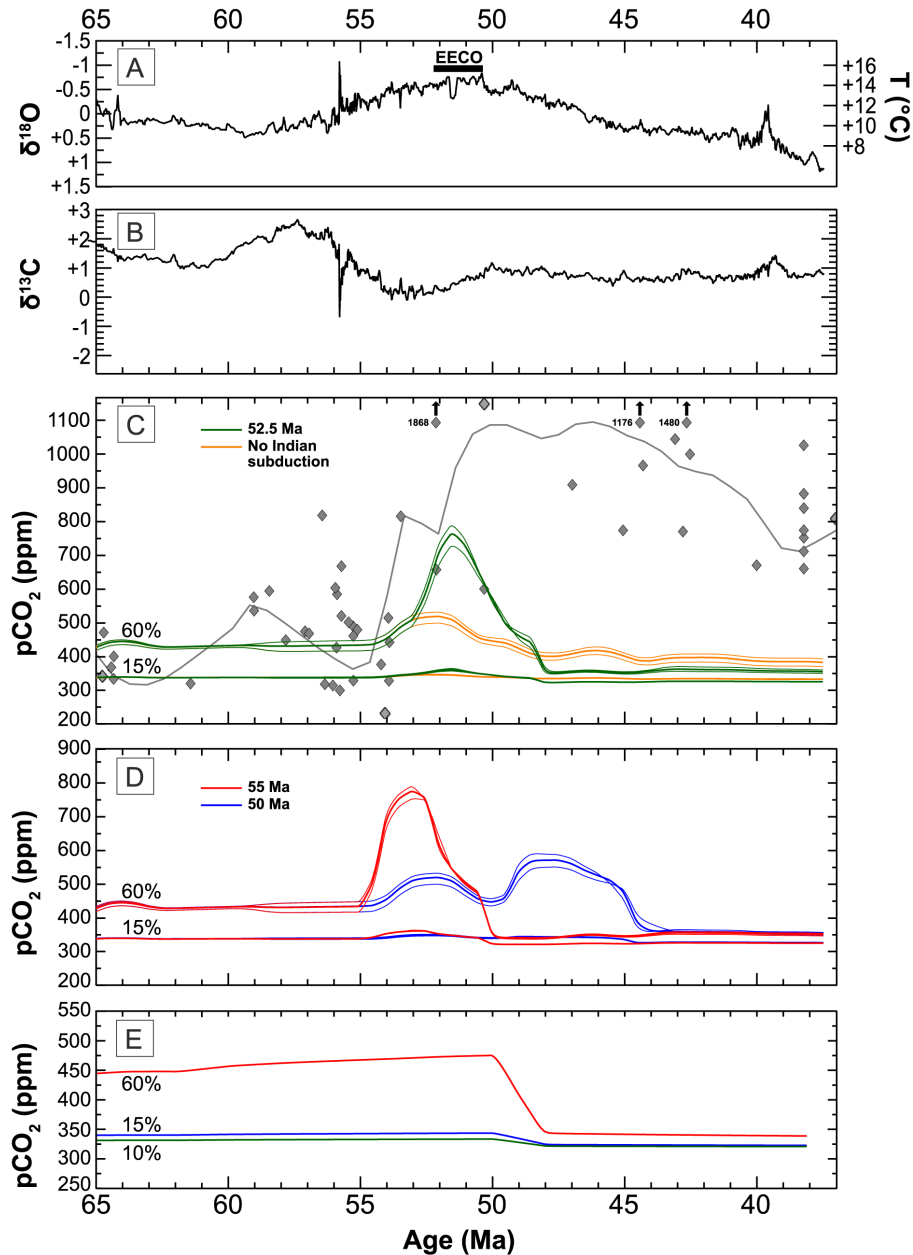 65 60 55 50 45 40
A
EECO
-1.5
-1
-0.5
0
+0.5
+1
+1.5
δ18O
+16
+14
+12
+10
+8
T (°C)
B
+3
+2
+1
0
-1
-2
δ13C
C
1100
1000
900
800
700
600
500
400
300
200
pCO2 (ppm)
52.5 Ma
No Indian
subduction
1868
1176
1480
60%
15%
D
900
800
700
600
500
400
300
200
pCO2 (ppm)
55 Ma
50 Ma
60%
15%
E
550
500
450
400
350
300
250
pCO2 (ppm)
60%
15%
10%
65 60 55 50 45 40
Age (Ma)